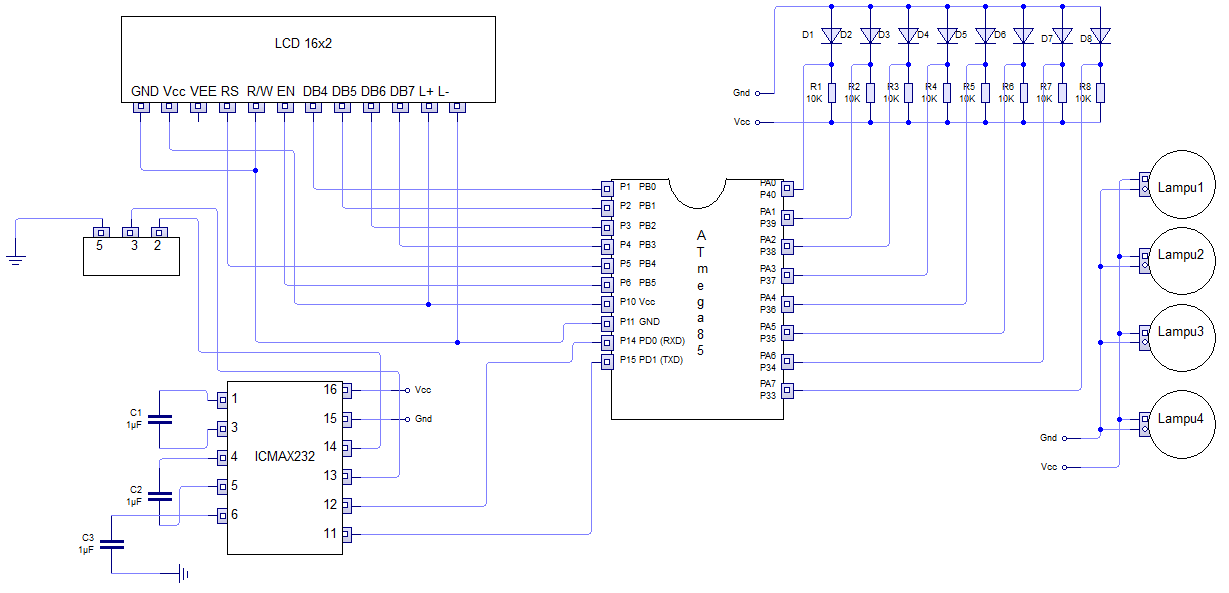 LCD 16x2
GND Vcc VEE RS R/W EN DB4 DB5 DB6 DB7 L+ L-
5 3 2
D1 D2 D3 D4 D5 D6 D7 D8
Gnd
R1 R2 R3 R4 R5 R6 R7 R8
10K 10K 10K 10K 10K 10K 10K 10K
Vcc
P1 PB0
P2 PB1
P3 PB2
P4 PB3
P5 PB4
P6 PB5
P10 Vcc
P11 GND
P14 PD0 (RXD)
P15 PD1 (TXD)
A
T
m
e
g
a
8
5
PA0
P40
PA1
P39
PA2
P38
PA3
P37
PA4
P36
PA5
P35
PA6
P34
PA7
P33
Lampu1
Lampu2
Lampu3
Lampu4
Gnd
Vcc
C1
1µF
C2
1µF
C3
1µF
1
3
4
5
6
ICMAX232
16
15
14
13
12
11
Vcc
Gnd